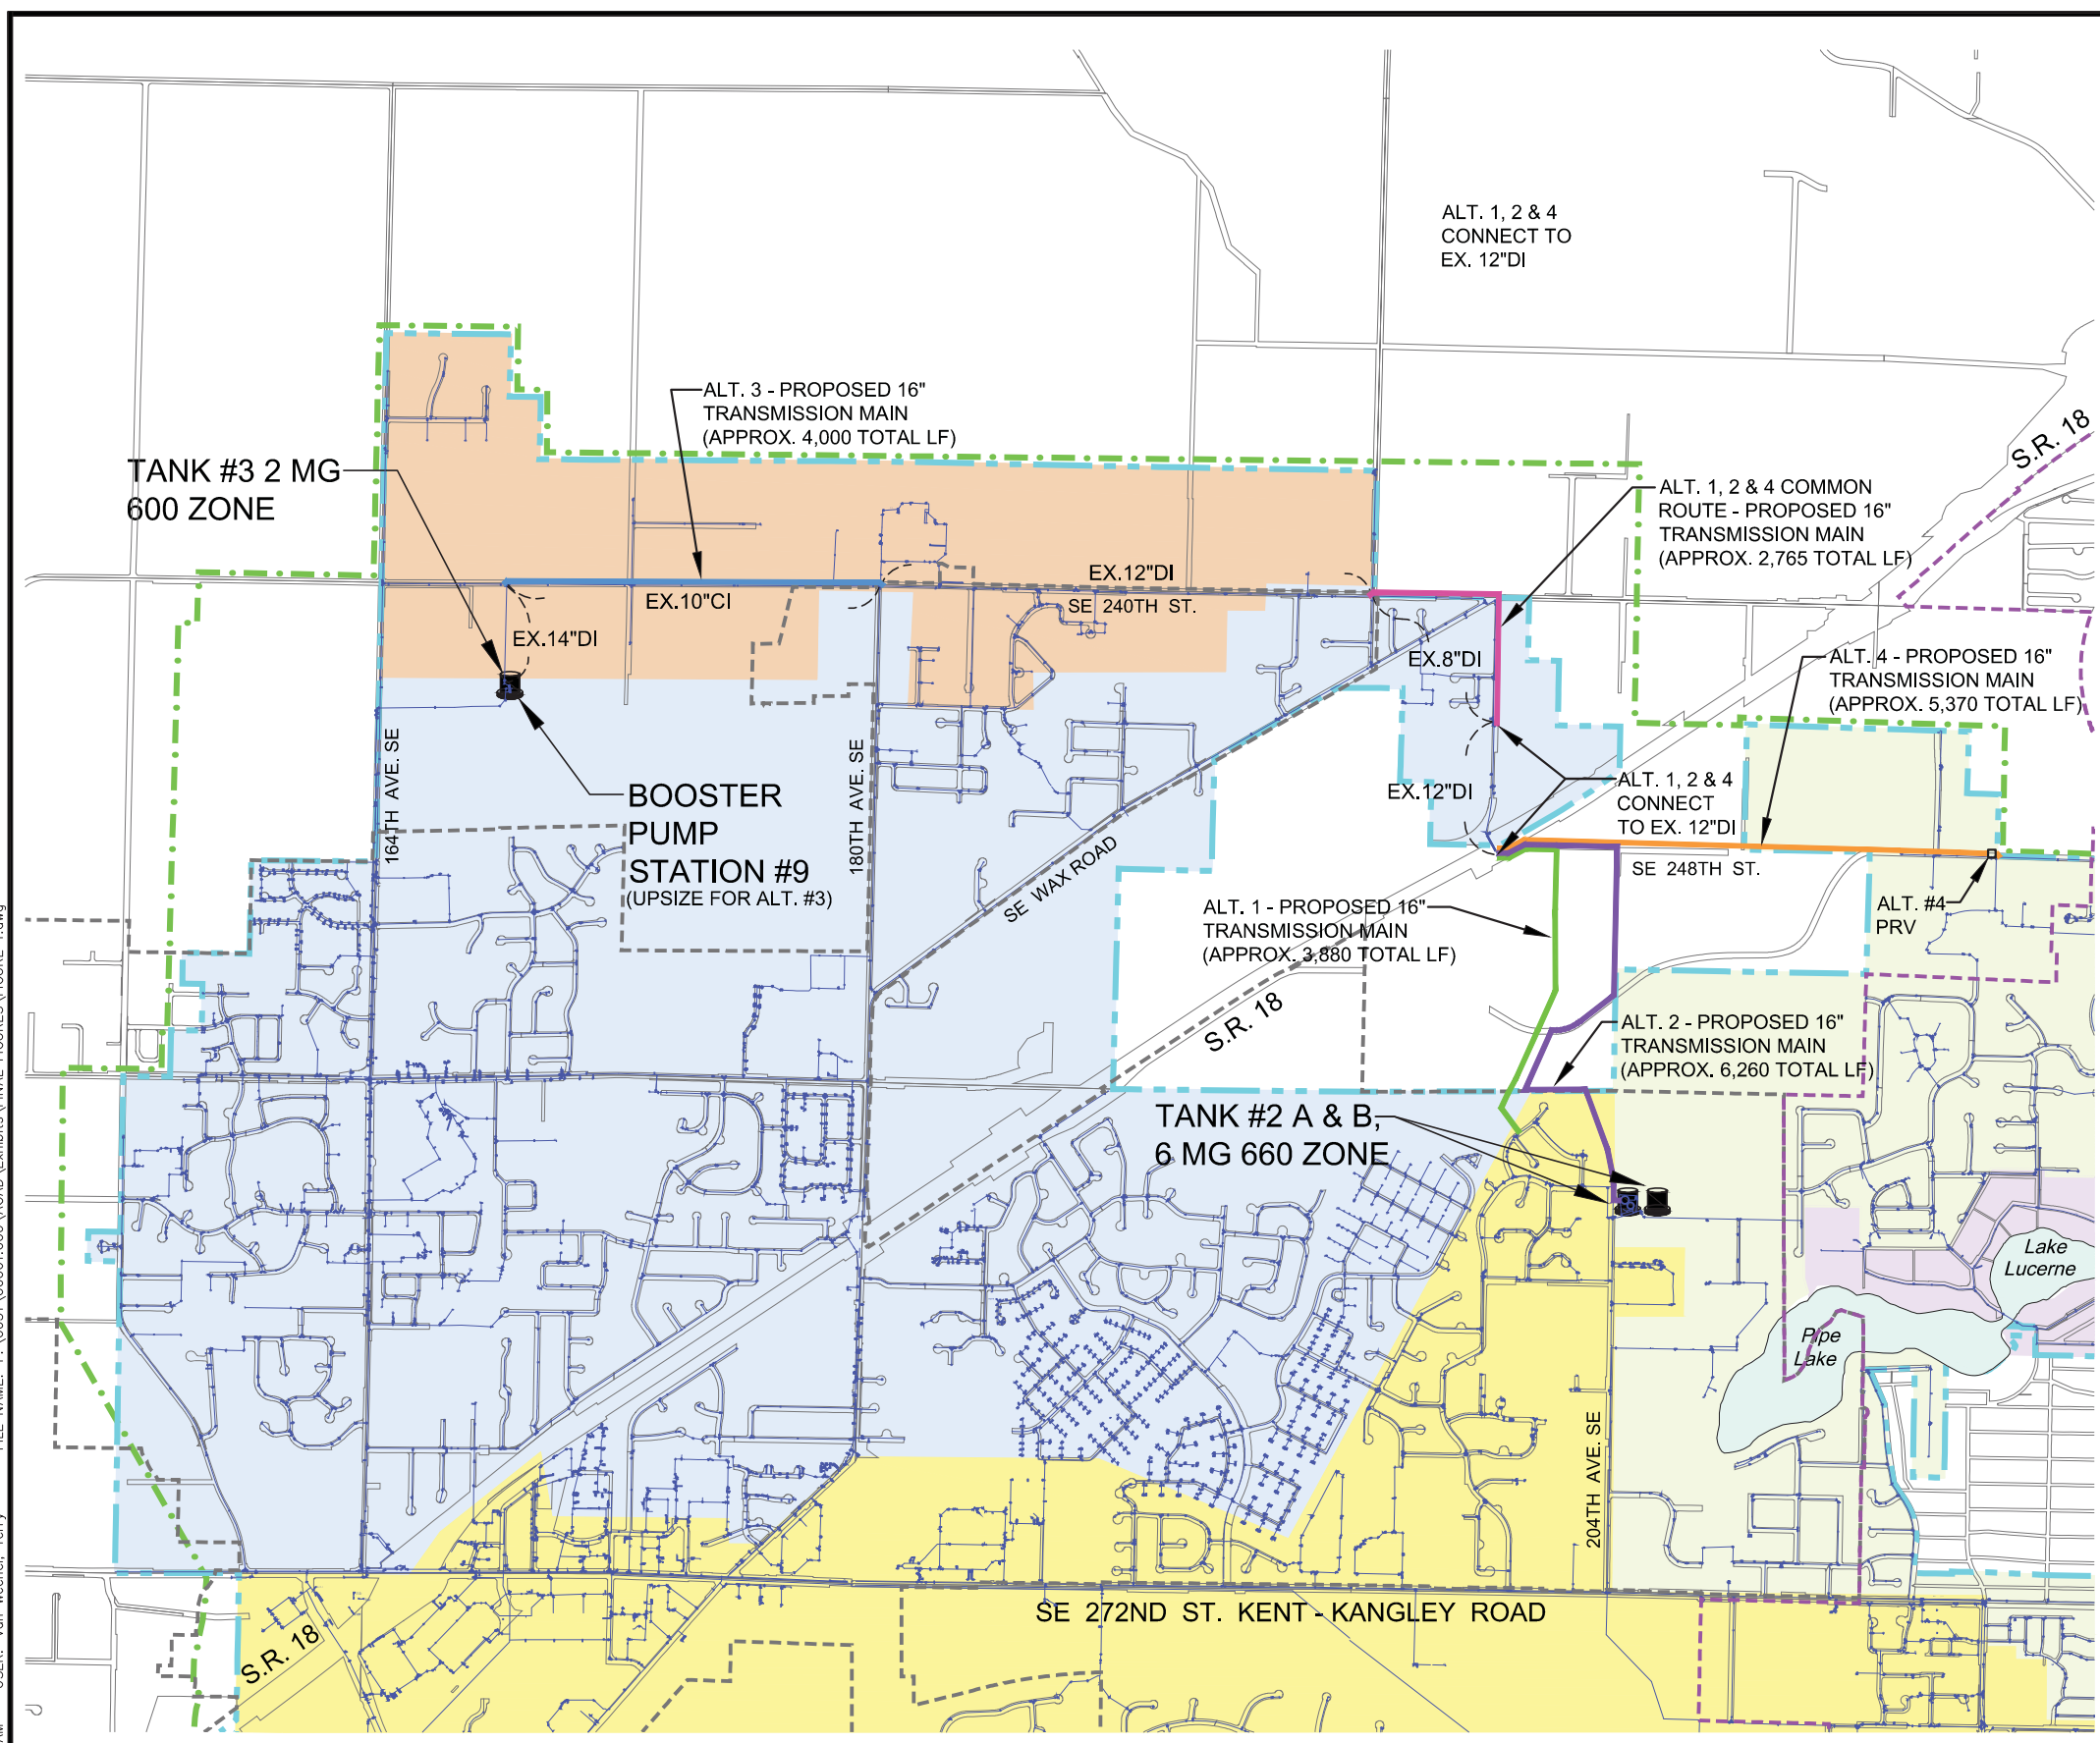 ALT. 1, 2 & 4
CONNECT TO
EX. 12"DI
ALT. 3 - PROPOSED 16"
TRANSMISSION MAIN
(APPROX. 4,000 TOTAL LF)
S.R. 18
TANK #3 2 MG
600 ZONE
ALT. 1, 2 & 4 COMMON
ROUTE - PROPOSED 16"
TRANSMISSION MAIN
(APPROX. 2,765 TOTAL LF)
EX.12"DI
EX.10"CI
SE 240TH ST.
EX.14"DI
EX.8"DI
ALT. 4 - PROPOSED 16"
TRANSMISSION MAIN
(APPROX. 5,370 TOTAL LF)
164TH AVE. SE
180TH AVE. SE
BOOSTER
PUMP
STATION #9
(UPSIZE FOR ALT. #3)
EX.12"DI
ALT. 1, 2 & 4
CONNECT
TO EX. 12"DI
SE WAX ROAD
SE 248TH ST.
ALT. #4
PRV
ALT. 1 - PROPOSED 16"
TRANSMISSION MAIN
(APPROX. 3,880 TOTAL LF)
S.R. 18
ALT. 2 - PROPOSED 16"
TRANSMISSION MAIN
(APPROX. 6,260 TOTAL LF)
TANK #2 A & B,
6 MG 660 ZONE
Lake
Lucerne
Pipe
Lake
204TH AVE. SE
SE 272ND ST. KENT - KANGLEY ROAD
S.R. 18